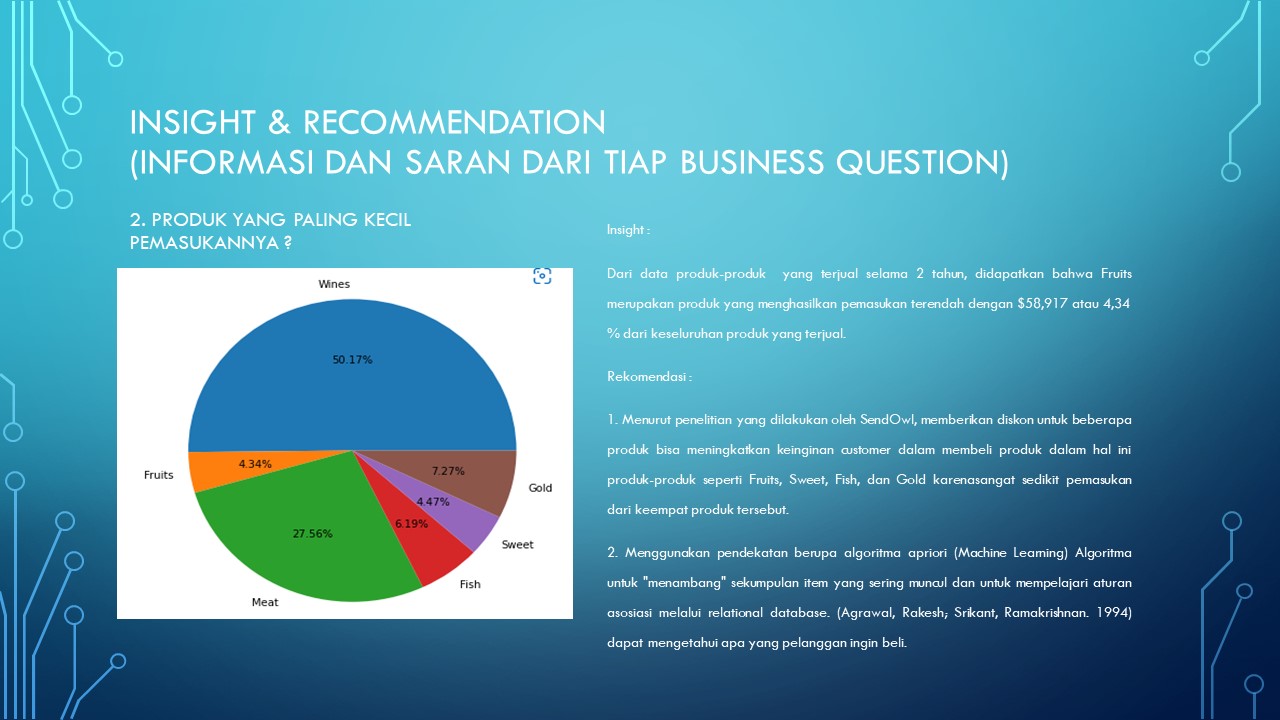 INSIGHT & RECOMMENDATION
(INFORMASI DAN SARAN DARI TIAP BUSINESS QUESTION)
2. PRODUK YANG PALING KECIL
PEMASUKANNYA ?
Wines
50.17%
Fruits
4.34%
7.27%
Gold
4.47%
6.19%
27.56%
Sweet
Fish
Meat
Insight :
Dari data produk-produk yang terjual selama 2 tahun, didapatkan bahwa Fruits
merupakan produk yang menghasilkan pemasukan terendah dengan $58,917 atau 4,34
% dari keseluruhan produk yang terjual.
Rekomendasi :
1. Menurut penelitian yang dilakukan oleh SendOwl, memberikan diskon untuk beberapa
produk bisa meningkatkan keinginan customer dalam membeli produk dalam hal ini
produk-produk seperti Fruits, Sweet, Fish, dan Gold karenasangat sedikit pemasukan
dari keempat produk tersebut.
2. Menggunakan pendekatan berupa algoritma apriori (Machine Learning) Algoritma
untuk "menambang" sekumpulan item yang sering muncul dan untuk mempelajari aturan
asosiasi melalui relational database. (Agrawal, Rakesh; Srikant, Ramakrishnan. 1994)
dapat mengetahui apa yang pelanggan ingin beli.